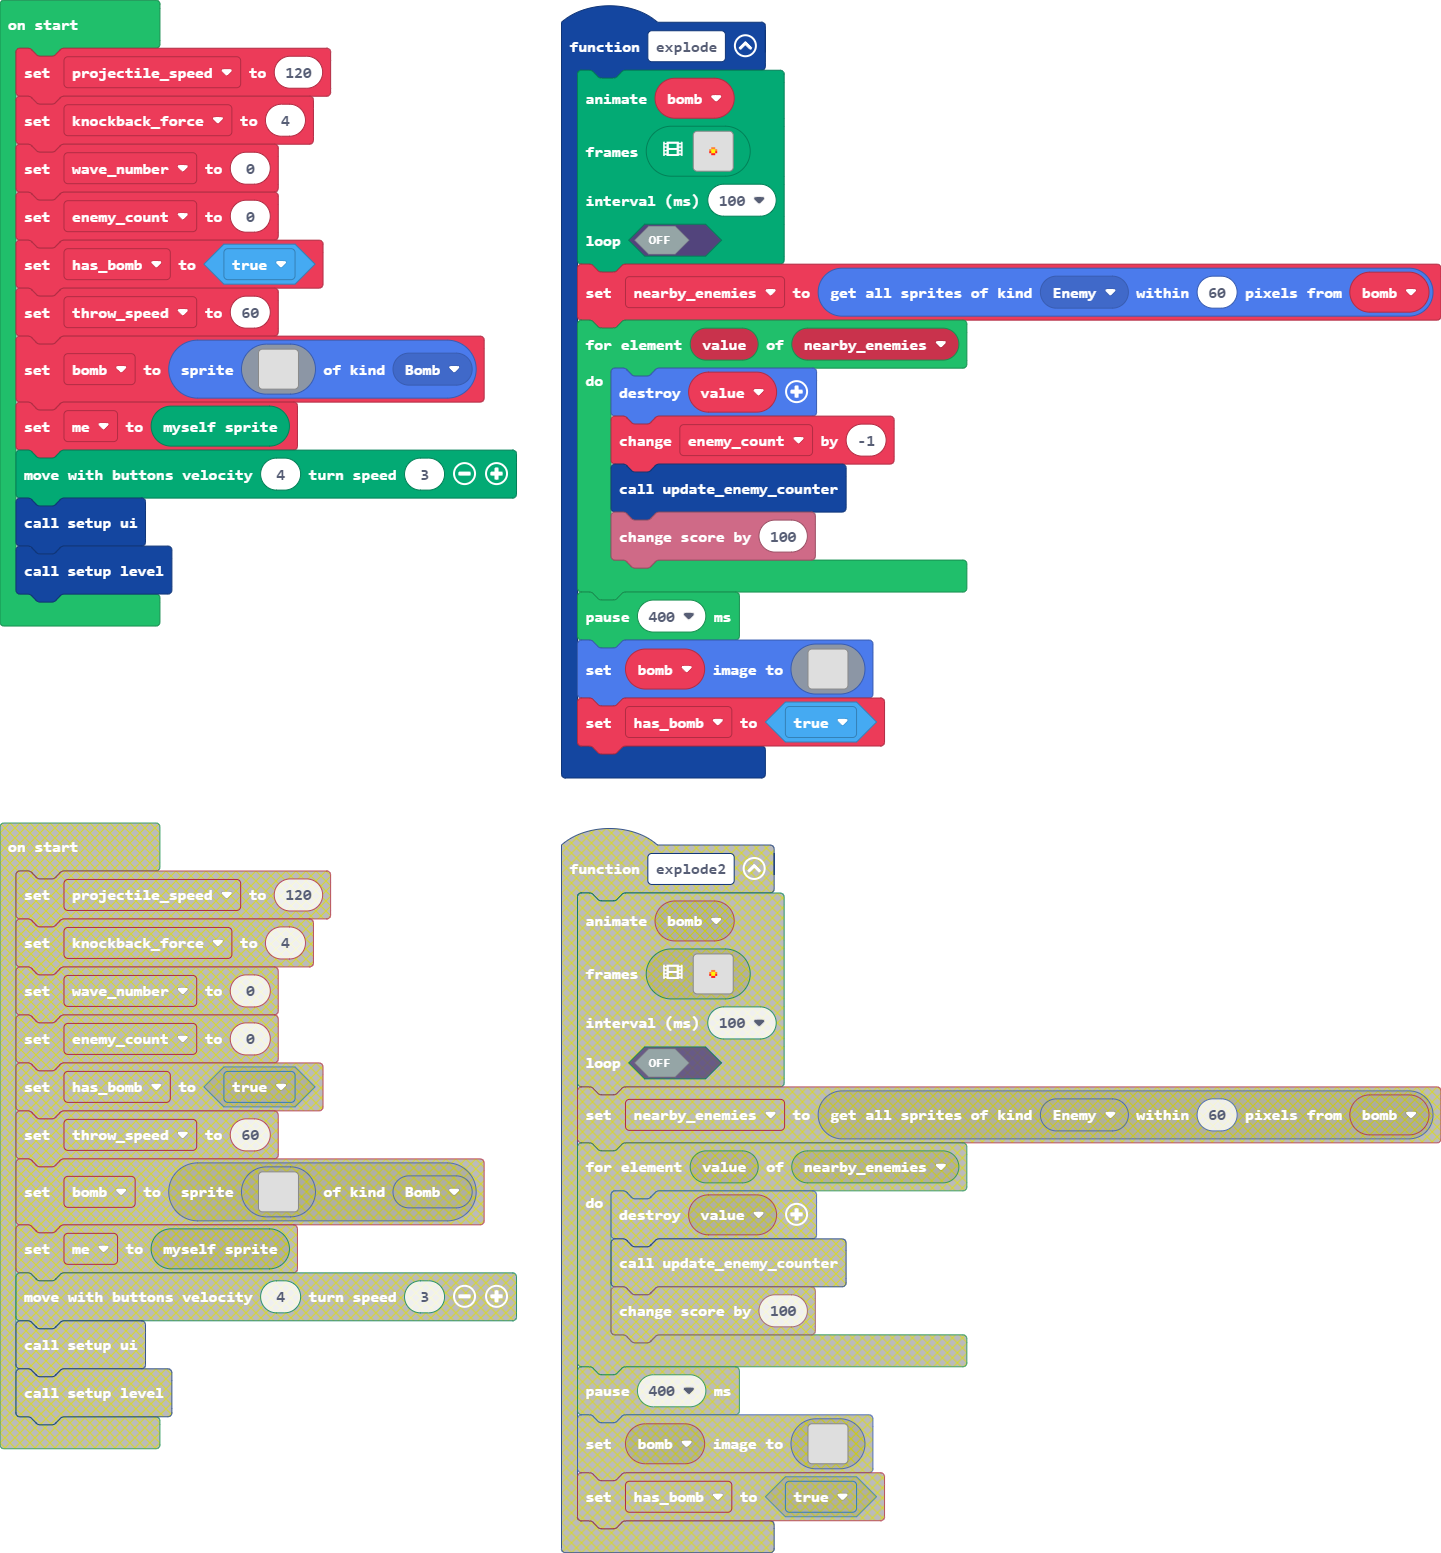 on start
set projectile_speed to 120
set knockback_force to 4
set wave_number to 0
set enemy_count to 0
set has_bomb to true
set throw_speed to 60
set bomb to sprite of kind Bomb
set me to myself sprite
move with buttons velocity 4 turn speed 3
call setup ui
call setup level
function explode
animate bomb
frames
interval (ms) 100
loop OFF
set nearby_enemies to get all sprites of kind Enemy within 60 pixels from bomb
for element value of nearby_enemies
do
destroy value
change enemy_count by -1
call update_enemy_counter
change score by 100
pause 400 ms
set bomb image to
set has_bomb to true
on start
set projectile_speed to 120
set knockback_force to 4
set wave_number to 0
set enemy_count to 0
set has_bomb to true
set throw_speed to 60
set bomb to sprite of kind Bomb
set me to myself sprite
move with buttons velocity 4 turn speed 3
call setup ui
call setup level
function explode2
animate bomb
frames
interval (ms) 100
loop OFF
set nearby_enemies to get all sprites of kind Enemy within 60 pixels from bomb
for element value of nearby_enemies
do
destroy value
call update_enemy_counter
change score by 100
pause 400 ms
set bomb image to
set has_bomb to true